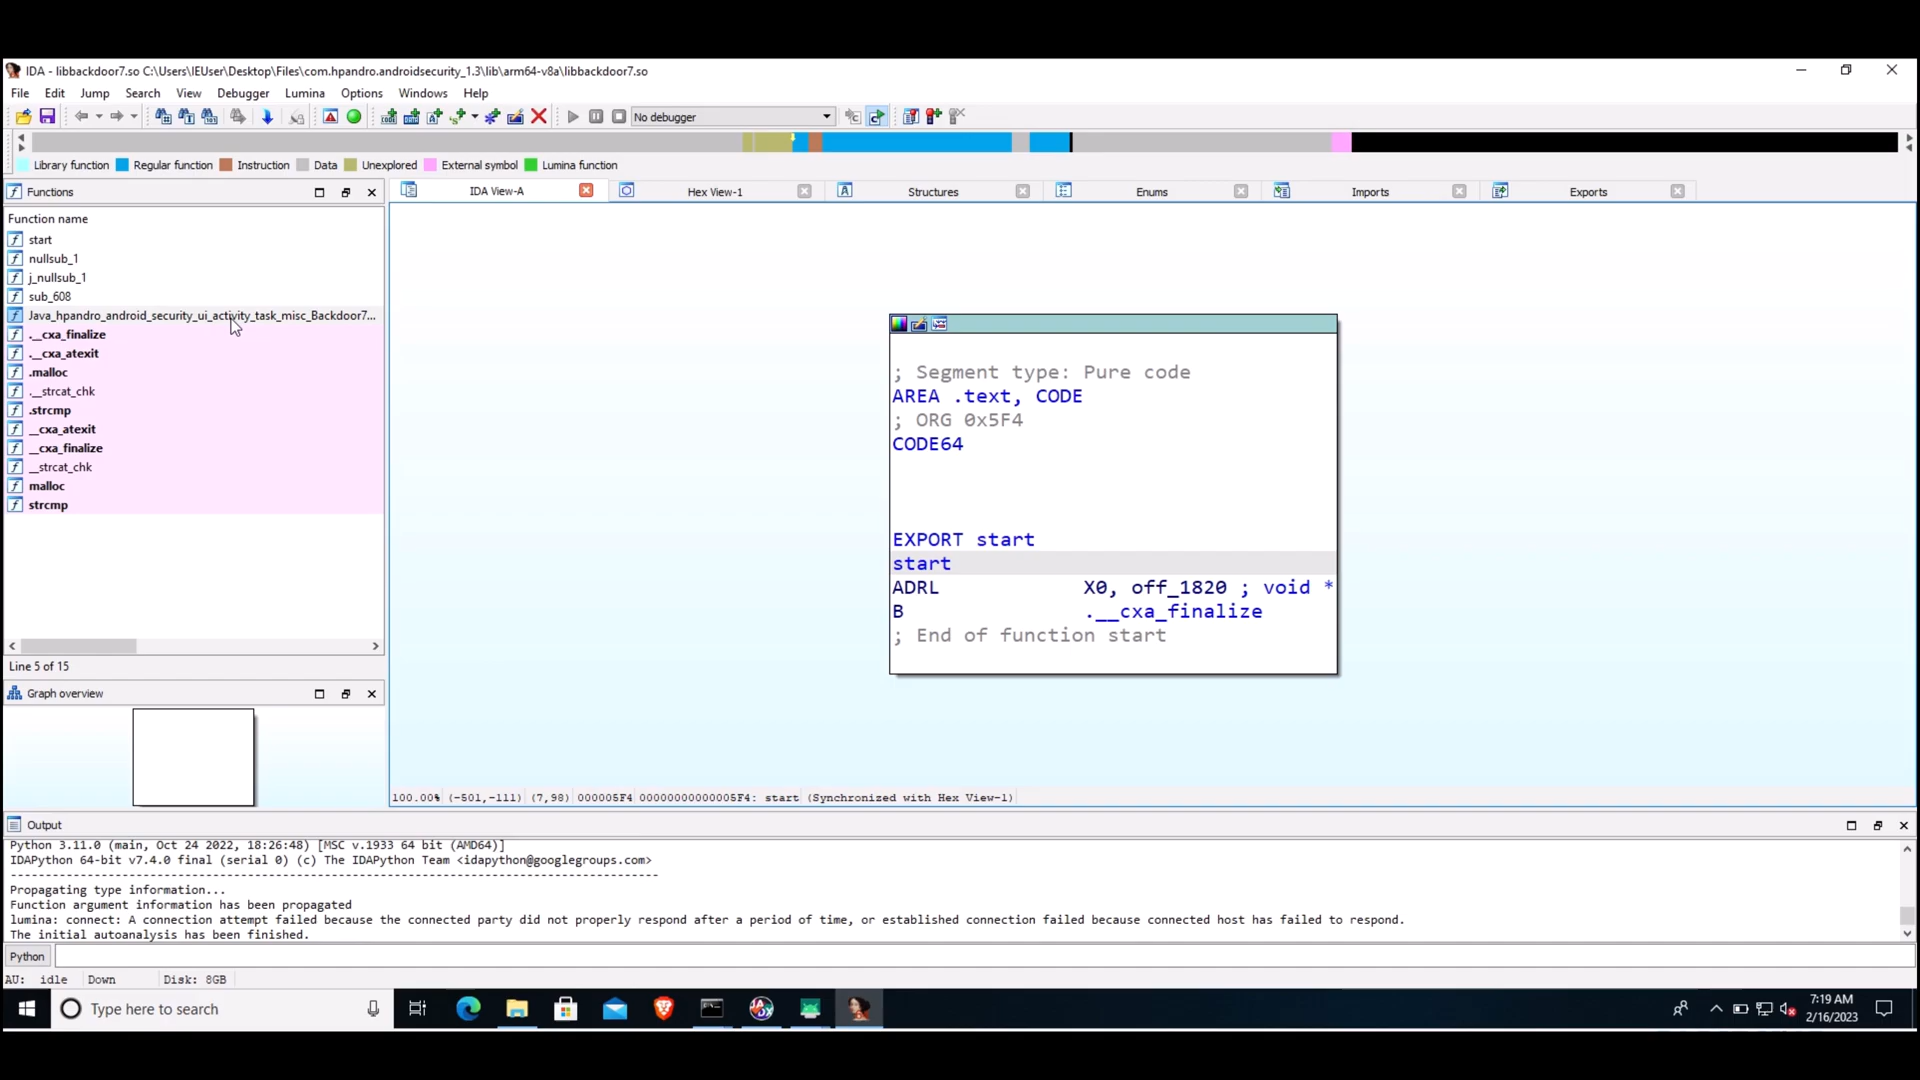 IDA - libbackdoor7.so C:\Users\IEUser\Desktop\Files\com.hpandro.androidsecurity_1.3\lib\arm64-v8a\libbackdoor7.so
File Edit Jump Search View Debugger Lumina Options Windows Help
No debugger
Library function Regular function Instruction Data Unexplored External symbol Lumina function
Functions
IDA View-A Hex View-1 Structures Enums Imports Exports
Function name
start
nullsub_1
j_nullsub_1
sub_608
Java_hpandro_android_security_ui_activity_task_misc_Backdoor7...
.__cxa_finalize
.__cxa_atexit
.malloc
.__strcat_chk
.strcmp
__cxa_atexit
__cxa_finalize
__strcat_chk
malloc
strcmp
Line 5 of 15
Graph overview
; Segment type: Pure code
AREA .text, CODE
; ORG 0x5F4
CODE64
EXPORT start
start
ADRL X0, off_1820 ; void *
B .__cxa_finalize
; End of function start
100.00% (-501,-111) (7,98) 000005F4 00000000000005F4: start (Synchronized with Hex View-1)
Output
Python 3.11.0 (main, Oct 24 2022, 18:26:48) [MSC v.1933 64 bit (AMD64)]
IDAPython 64-bit v7.4.0 final (serial 0) (c) The IDAPython Team <idapython@googlegroups.com>
---------------------------------------------------------------------------------------------
Propagating type information...
Function argument information has been propagated
lumina: connect: A connection attempt failed because the connected party did not properly respond after a period of time, or established connection failed because connected host has failed to respond.
The initial autoanalysis has been finished.
Python
AU: idle Down Disk: 8GB
Type here to search
7:19 AM
2/16/2023